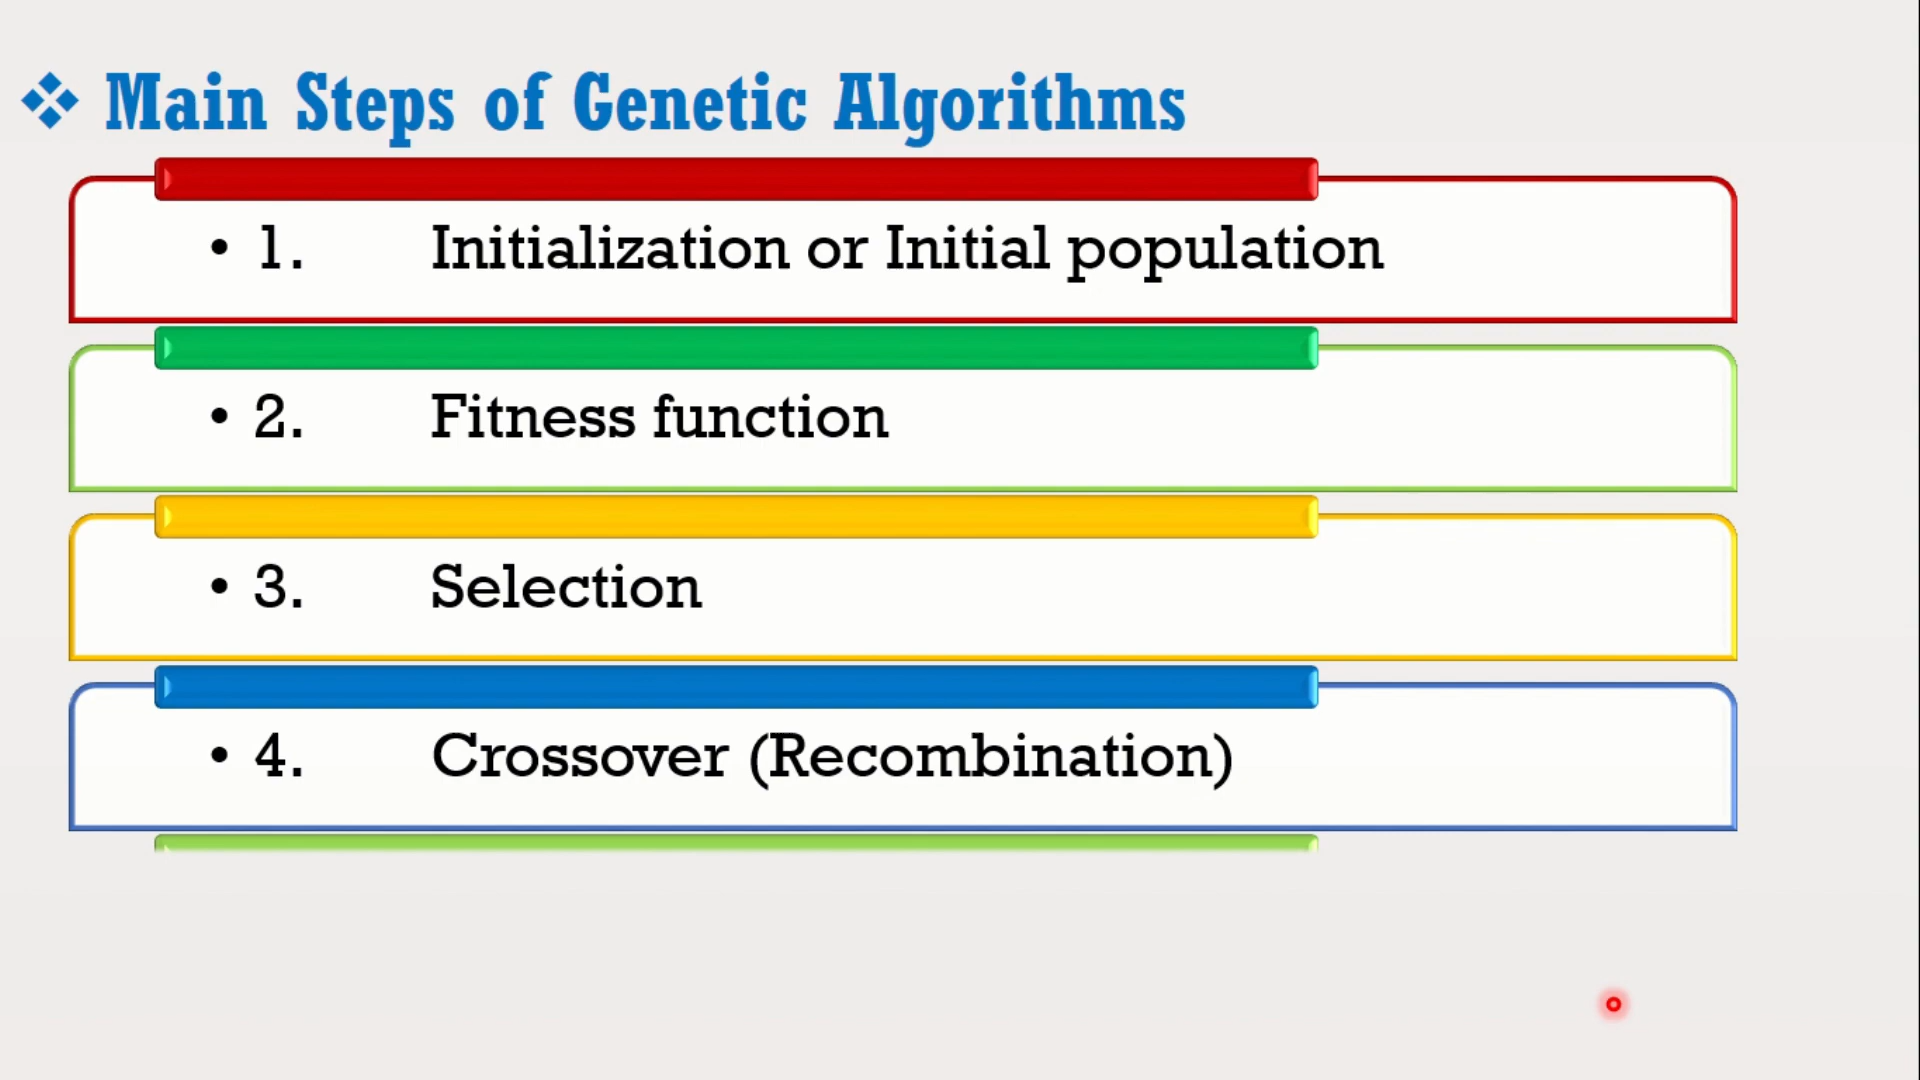 ❖ Main Steps of Genetic Algorithms
• 1. Initialization or Initial population
• 2. Fitness function
• 3. Selection
• 4. Crossover (Recombination)